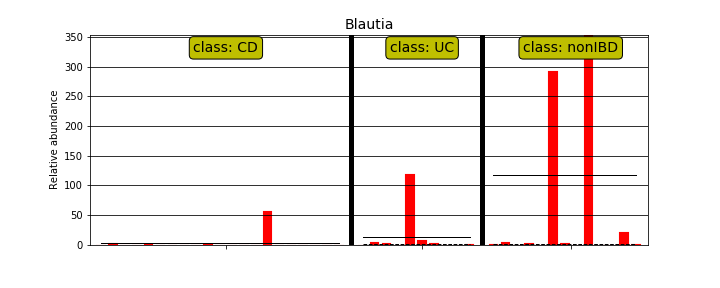 Blautia
class: CD
class: UC
class: nonIBD
Relative abundance
350
300
250
200
150
100
50
0